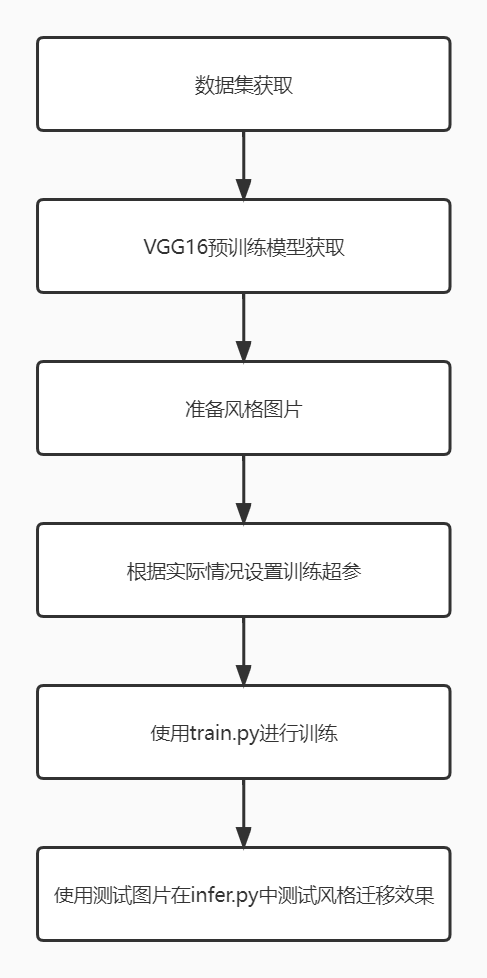 数据集获取
VGG16预训练模型获取
准备风格图片
根据实际情况设置训练超参
使用train.py进行训练
使用测试图片在infer.py中测试风格迁移效果